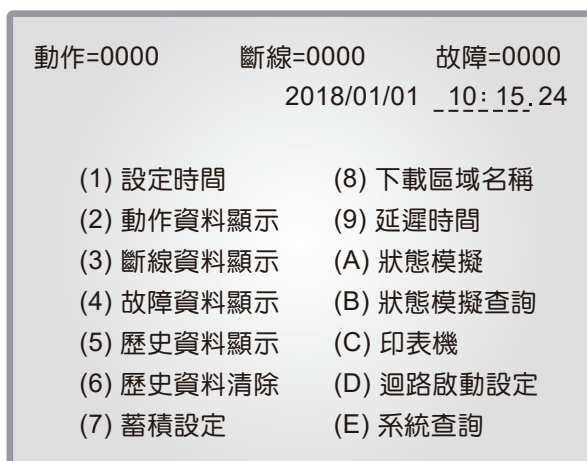 動作=0000 斷線=0000 故障=0000
2018/01/01 10:15.24
(1) 設定時間 (8) 下載區域名稱
(2) 動作資料顯示 (9) 延遲時間
(3) 斷線資料顯示 (A) 狀態模擬
(4) 故障資料顯示 (B) 狀態模擬查詢
(5) 歷史資料顯示 (C) 印表機
(6) 歷史資料清除 (D) 迴路啟動設定
(7) 蓄積設定 (E) 系統查詢